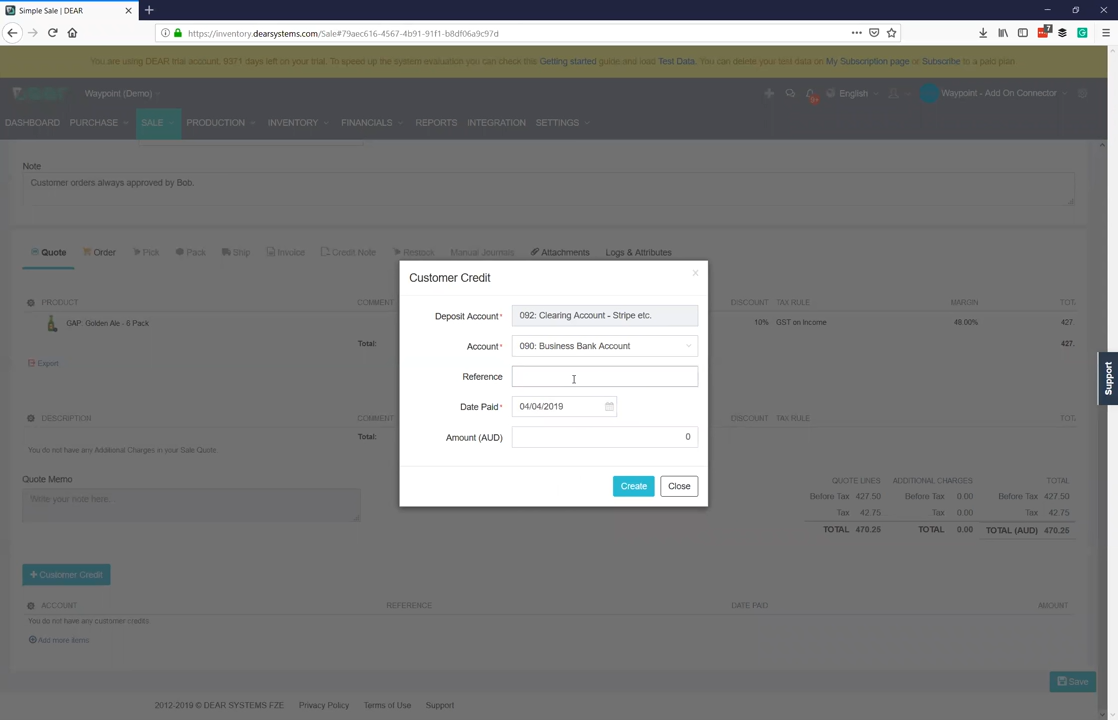 Simple Sale | DEAR
https://inventory.dearsystems.com/Sale#79aec616-4567-4b91-91f1-b8df06a9c97d
7
You are using DEAR trial account, 9371 days left on your trial. To speed up the system evaluation you can check this Getting started guide and load Test Data. You can delete your test data on My Subscription page or Subscribe to a paid plan
Waypoint (Demo)
9+
English
Waypoint - Add On Connector
DASHBOARD PURCHASE SALE PRODUCTION INVENTORY FINANCIALS REPORTS INTEGRATION SETTINGS
Note
Customer orders always approved by Bob.
Quote Order Pick Pack Ship Invoice Credit Note Restock Manual Journals Attachments Logs & Attributes
PRODUCT COMMENT DISCOUNT TAX RULE MARGIN TOT.
GAP: Golden Ale - 6 Pack 10% GST on Income 48.00% 427.
Total: 427.
Export
DESCRIPTION COMMENT DISCOUNT TAX RULE TOT.
Total:
You do not have any Additional Charges in your Sale Quote
Customer Credit
Deposit Account* 092: Clearing Account - Stripe etc.
Account* 090: Business Bank Account
Reference
Date Paid* 04/04/2019
Amount (AUD) 0
Create Close
Support
Quote Memo
Write your note here...
QUOTE LINES ADDITIONAL CHARGES TOTAL
Before Tax 427.50 Before Tax 0.00 Before Tax 427.50
Tax 42.75 Tax 0.00 Tax 42.75
TOTAL 470.25 TOTAL 0.00 TOTAL (AUD) 470.25
+ Customer Credit
ACCOUNT REFERENCE DATE PAID AMOUNT
You do not have any customer credits
Add more items
Save
2012-2019 © DEAR SYSTEMS FZE Privacy Policy Terms of Use Support